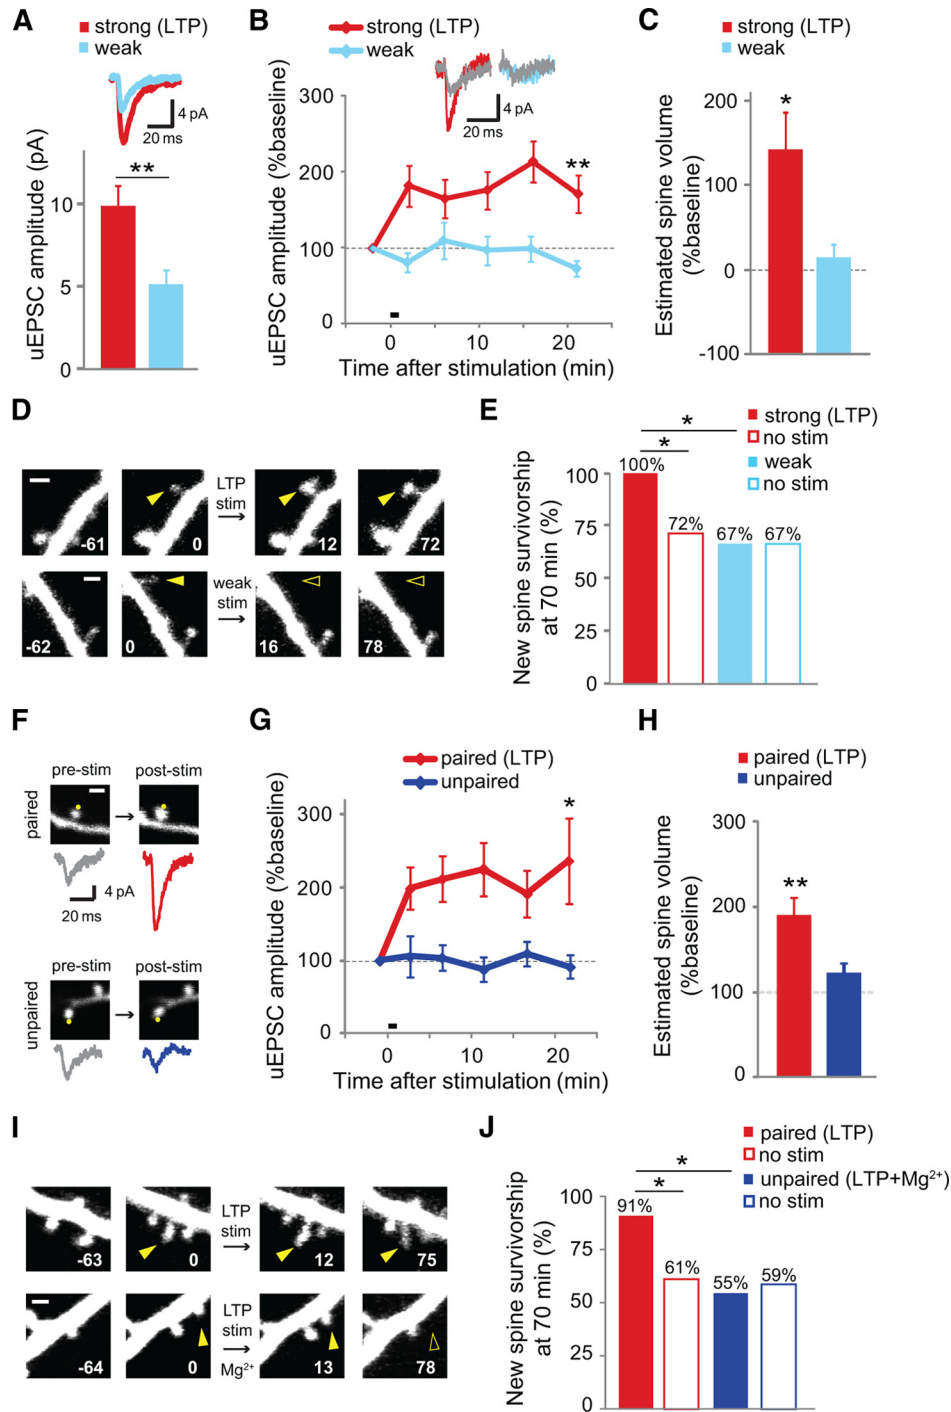 A
strong (LTP)
weak
4 pA
20 ms
**
uEPSC amplitude (pA)
10
5
0
B
strong (LTP)
weak
4 pA
20 ms
uEPSC amplitude (%baseline)
300
200
100
0
**
0
10
20
Time after stimulation (min)
C
strong (LTP)
weak
Estimated spine volume
(%baseline)
200
100
0
-100
*
D
-61
0
LTP
stim
12
72
-62
0
weak
stim
16
78
E
strong (LTP)
no stim
weak
no stim
*
*
New spine survivorship
at 70 min (%)
100
75
50
25
0
100%
72%
67%
67%
F
pre-stim
post-stim
paired
4 pA
20 ms
pre-stim
post-stim
unpaired
G
paired (LTP)
unpaired
uEPSC amplitude (%baseline)
300
200
100
0
*
0
10
20
Time after stimulation (min)
H
paired (LTP)
unpaired
Estimated spine volume
(%baseline)
300
200
100
0
**
I
-63
0
LTP
stim
12
75
-64
0
LTP
stim
Mg2+
13
78
J
paired (LTP)
no stim
unpaired (LTP+Mg2+)
no stim
*
*
New spine survivorship
at 70 min (%)
100
75
50
25
0
91%
61%
55%
59%